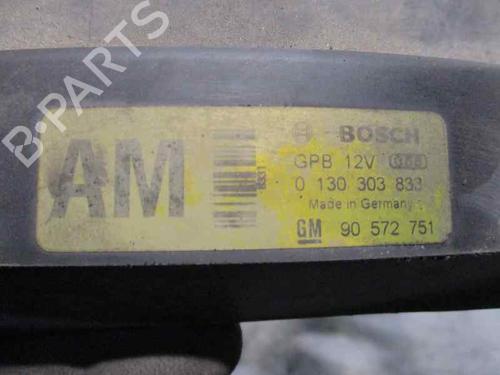 AM
BOSCH
GPB 12V
0 130 303 833
Made in Germany
GM 90 572 751
B-PARTS